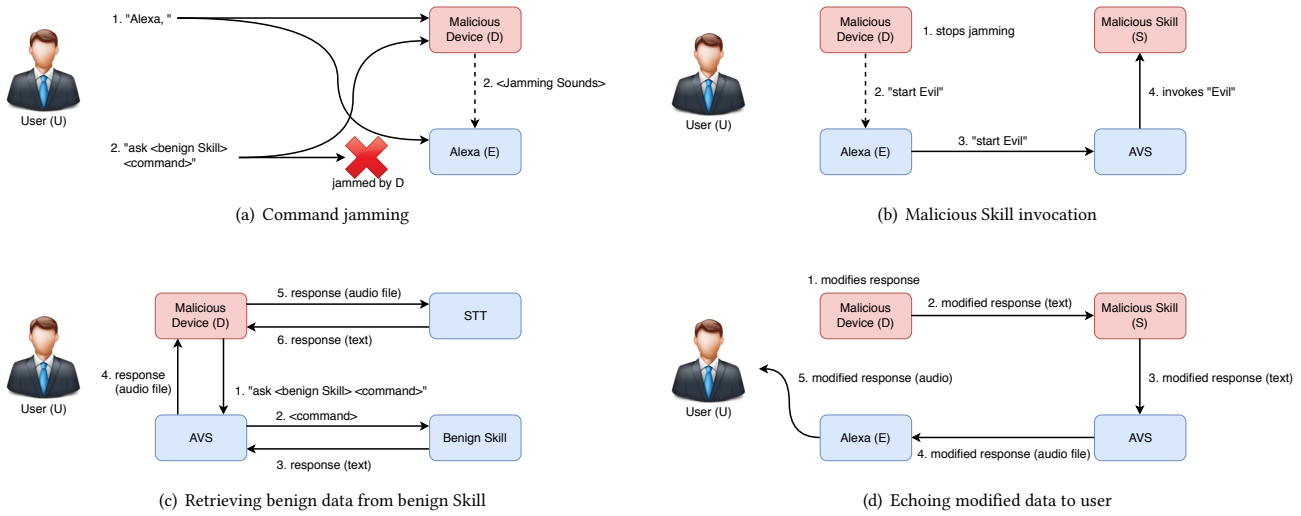 1. "Alexa, "
Malicious
Device (D)
2. <Jamming Sounds>
User (U)
2. "ask <benign Skill>
<command>"
jammed by D
Alexa (E)
(a) Command jamming
Malicious
Device (D)
1. stops jamming
Malicious Skill
(S)
2. "start Evil"
4. invokes "Evil"
User (U)
3. "start Evil"
Alexa (E)
AVS
(b) Malicious Skill invocation
5. response (audio file)
Malicious
Device (D)
STT
6. response (text)
4. response
(audio file)
1. "ask <benign Skill> <command>"
User (U)
2. <command>
AVS
Benign Skill
3. response (text)
(c) Retrieving benign data from benign Skill
1. modifies response
2. modified response (text)
Malicious
Device (D)
Malicious Skill
(S)
5. modified response (audio)
3. modified response (text)
User (U)
Alexa (E)
AVS
4. modified response (audio file)
(d) Echoing modified data to user